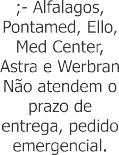 ;- Alfalagos,
Pontamed, Ello,
Med Center,
Astra e Werbran
Não atendem o
prazo de
entrega, pedido
emergencial.